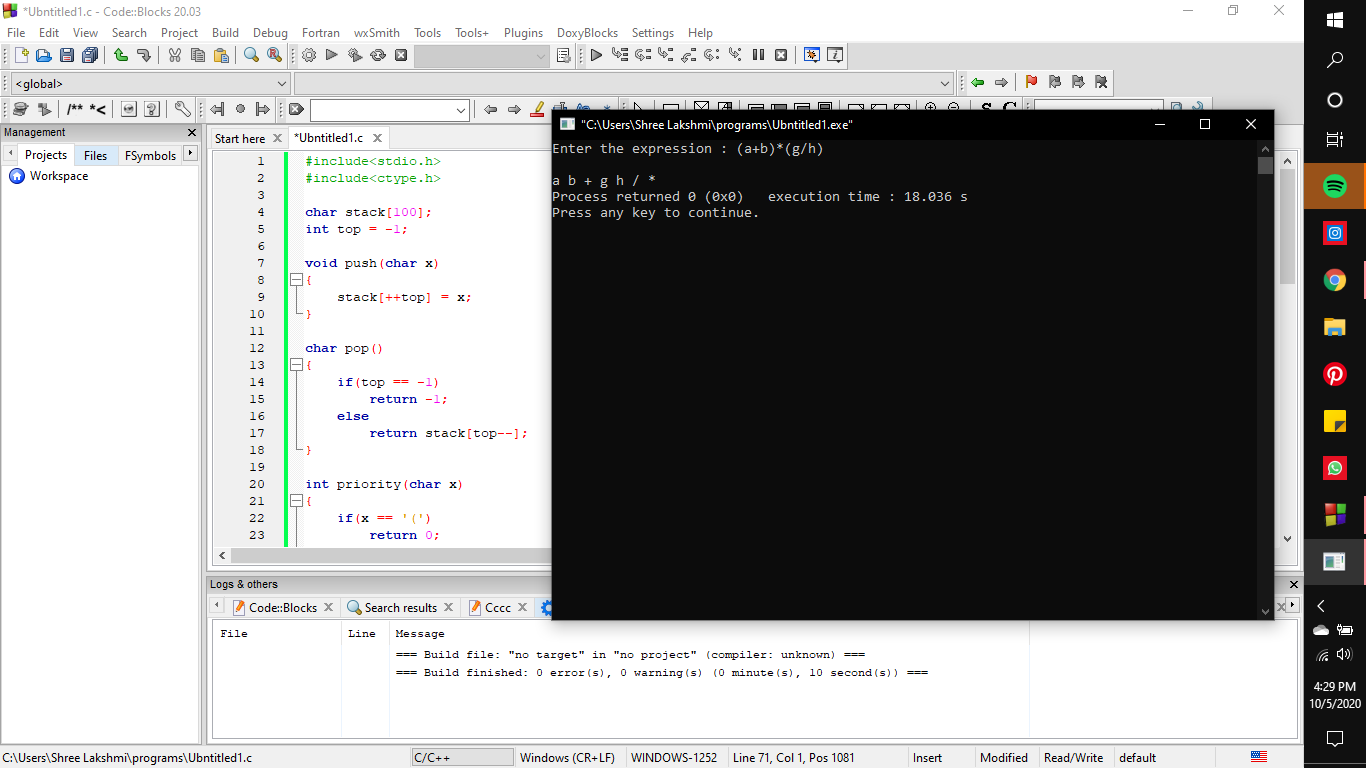 *Ubntitled1.c - Code::Blocks 20.03
File Edit View Search Project Build Debug Fortran wxSmith Tools Tools+ Plugins DoxyBlocks Settings Help
<global>
/** *<
Management
Projects Files FSymbols
Workspace
Start here *Ubntitled1.c
1 #include<stdio.h>
2 #include<ctype.h>
3
4 char stack[100];
5 int top = -1;
6
7 void push(char x)
8 {
9 stack[++top] = x;
10 }
11
12 char pop()
13 {
14 if(top == -1)
15 return -1;
16 else
17 return stack[top--];
18 }
19
20 int priority(char x)
21 {
22 if(x == '(')
23 return 0;
"C:\Users\Shree Lakshmi\programs\Ubntitled1.exe"
Enter the expression : (a+b)*(g/h)
a b + g h / *
Process returned 0 (0x0) execution time : 18.036 s
Press any key to continue.
Logs & others
Code::Blocks Search results Cccc
File Line Message
=== Build file: "no target" in "no project" (compiler: unknown) ===
=== Build finished: 0 error(s), 0 warning(s) (0 minute(s), 10 second(s)) ===
C:\Users\Shree Lakshmi\programs\Ubntitled1.c C/C++ Windows (CR+LF) WINDOWS-1252 Line 71, Col 1, Pos 1081 Insert Modified Read/Write default
4:29 PM
10/5/2020